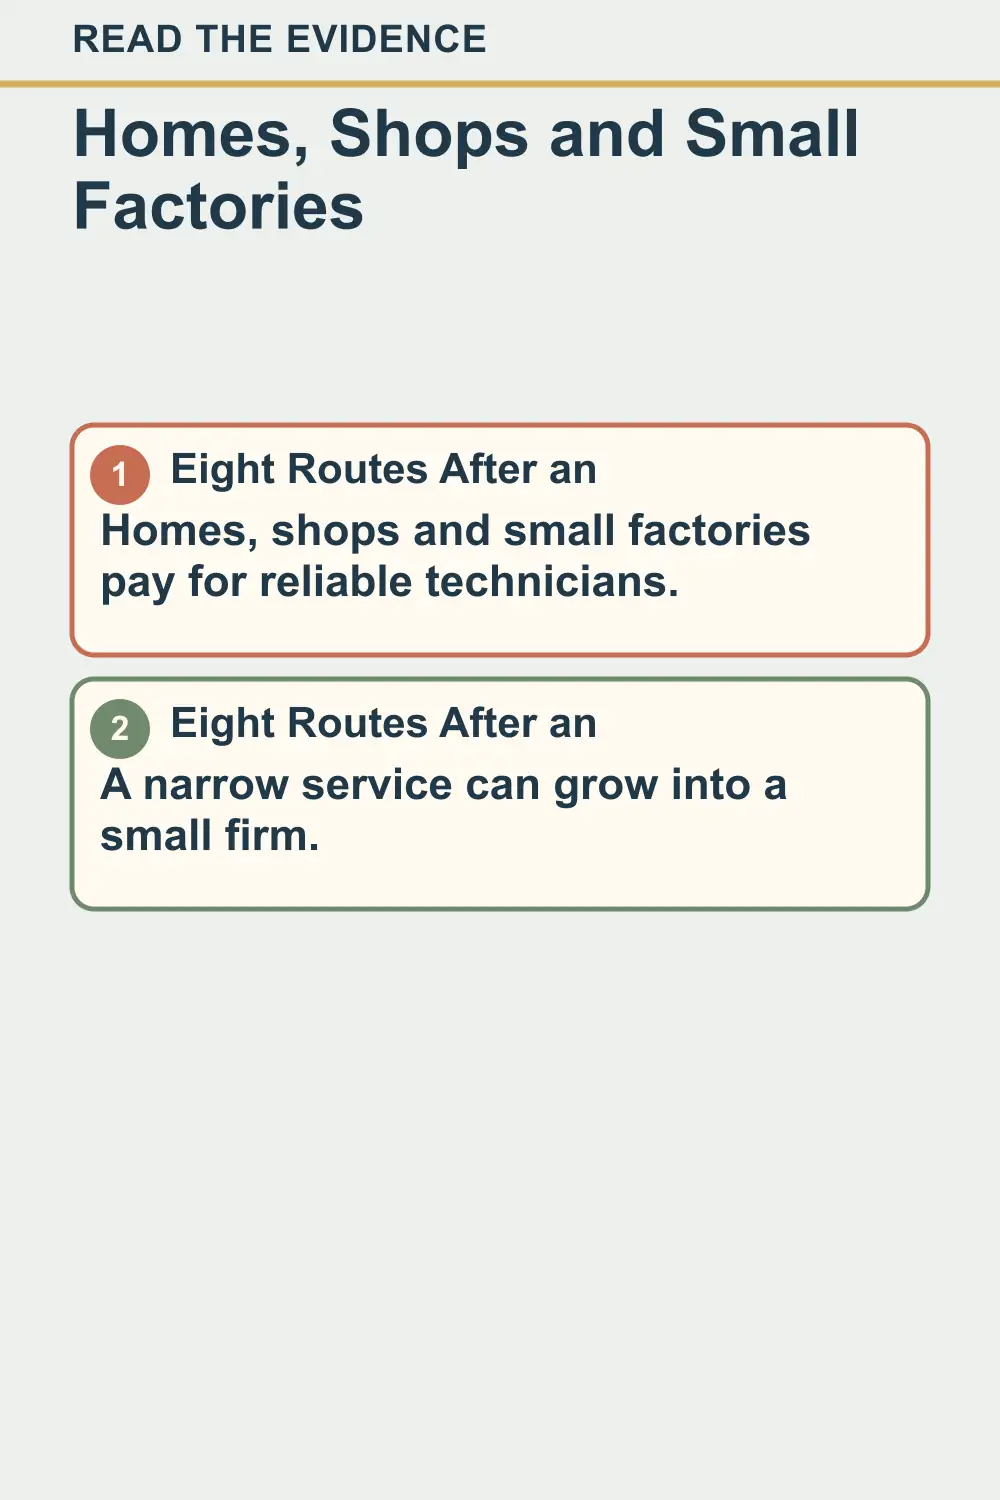 READ THE EVIDENCE
Homes, Shops and Small
Factories
1 Eight Routes After an
Homes, shops and small factories
pay for reliable technicians.
2 Eight Routes After an
A narrow service can grow into a
small firm.